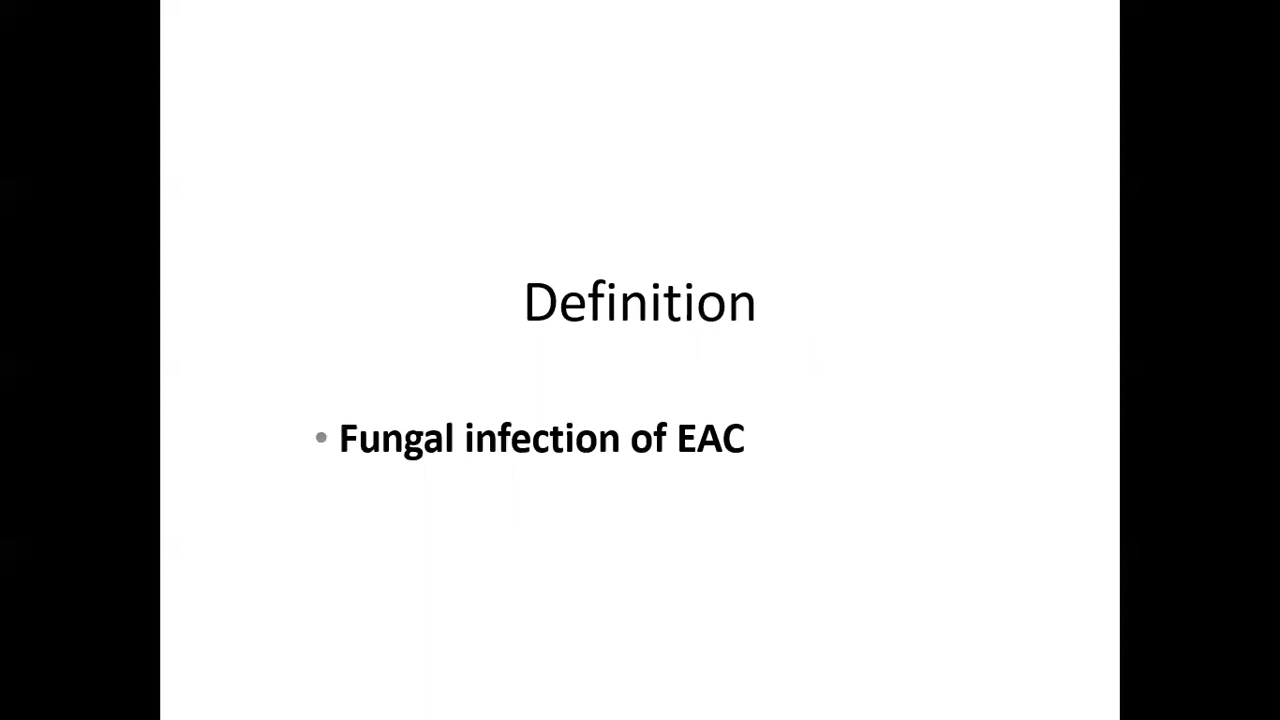 Definition
• Fungal infection of EAC